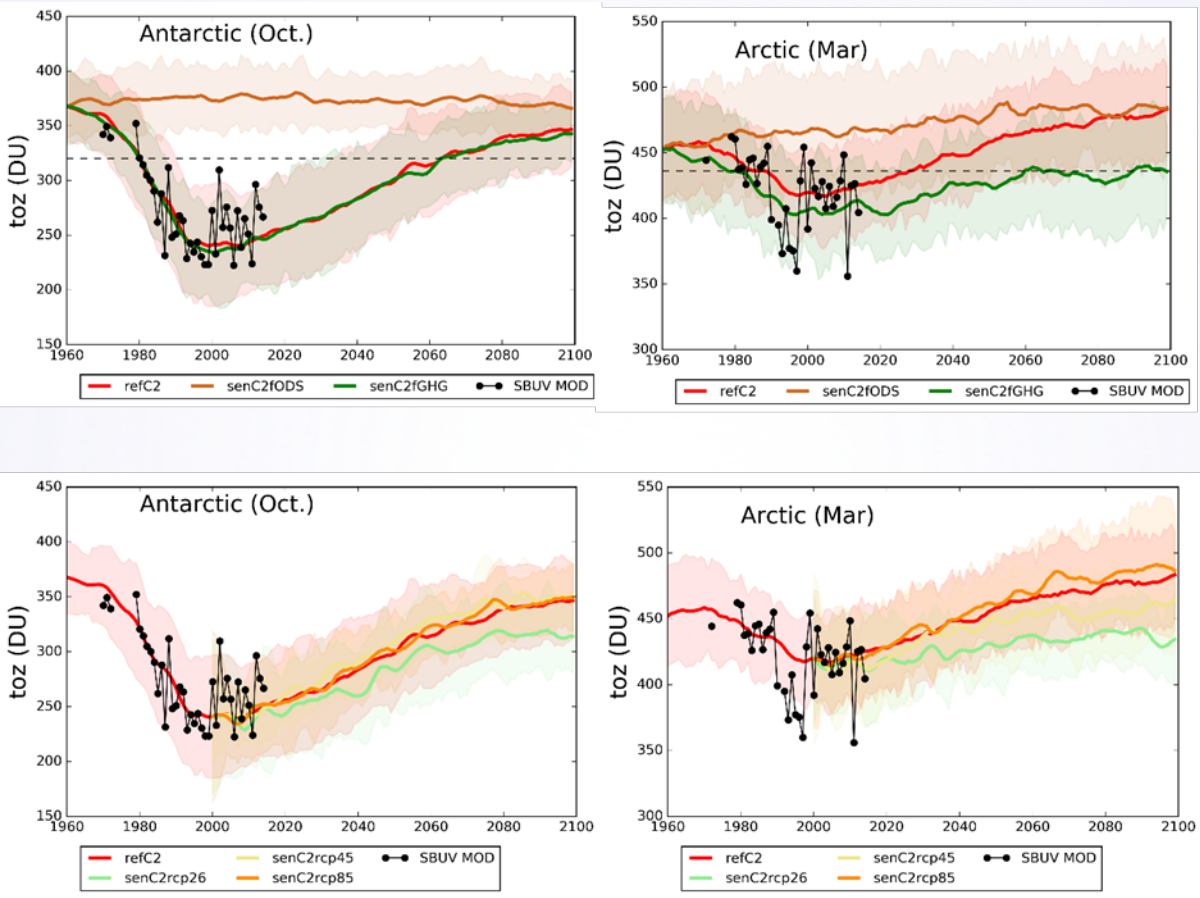 Antarctic (Oct.)
toz (DU)
450
400
350
300
250
200
150
1960 1980 2000 2020 2040 2060 2080 2100
refC2 senC2fODS senC2fGHG SBUV MOD
Arctic (Mar)
toz (DU)
550
500
450
400
350
300
1960 1980 2000 2020 2040 2060 2080 2100
refC2 senC2fODS senC2fGHG SBUV MOD
Antarctic (Oct.)
toz (DU)
450
400
350
300
250
200
150
1960 1980 2000 2020 2040 2060 2080 2100
refC2 senC2rcp45 SBUV MOD
senC2rcp26 senC2rcp85
Arctic (Mar)
toz (DU)
550
500
450
400
350
300
1960 1980 2000 2020 2040 2060 2080 2100
refC2 senC2rcp45 SBUV MOD
senC2rcp26 senC2rcp85